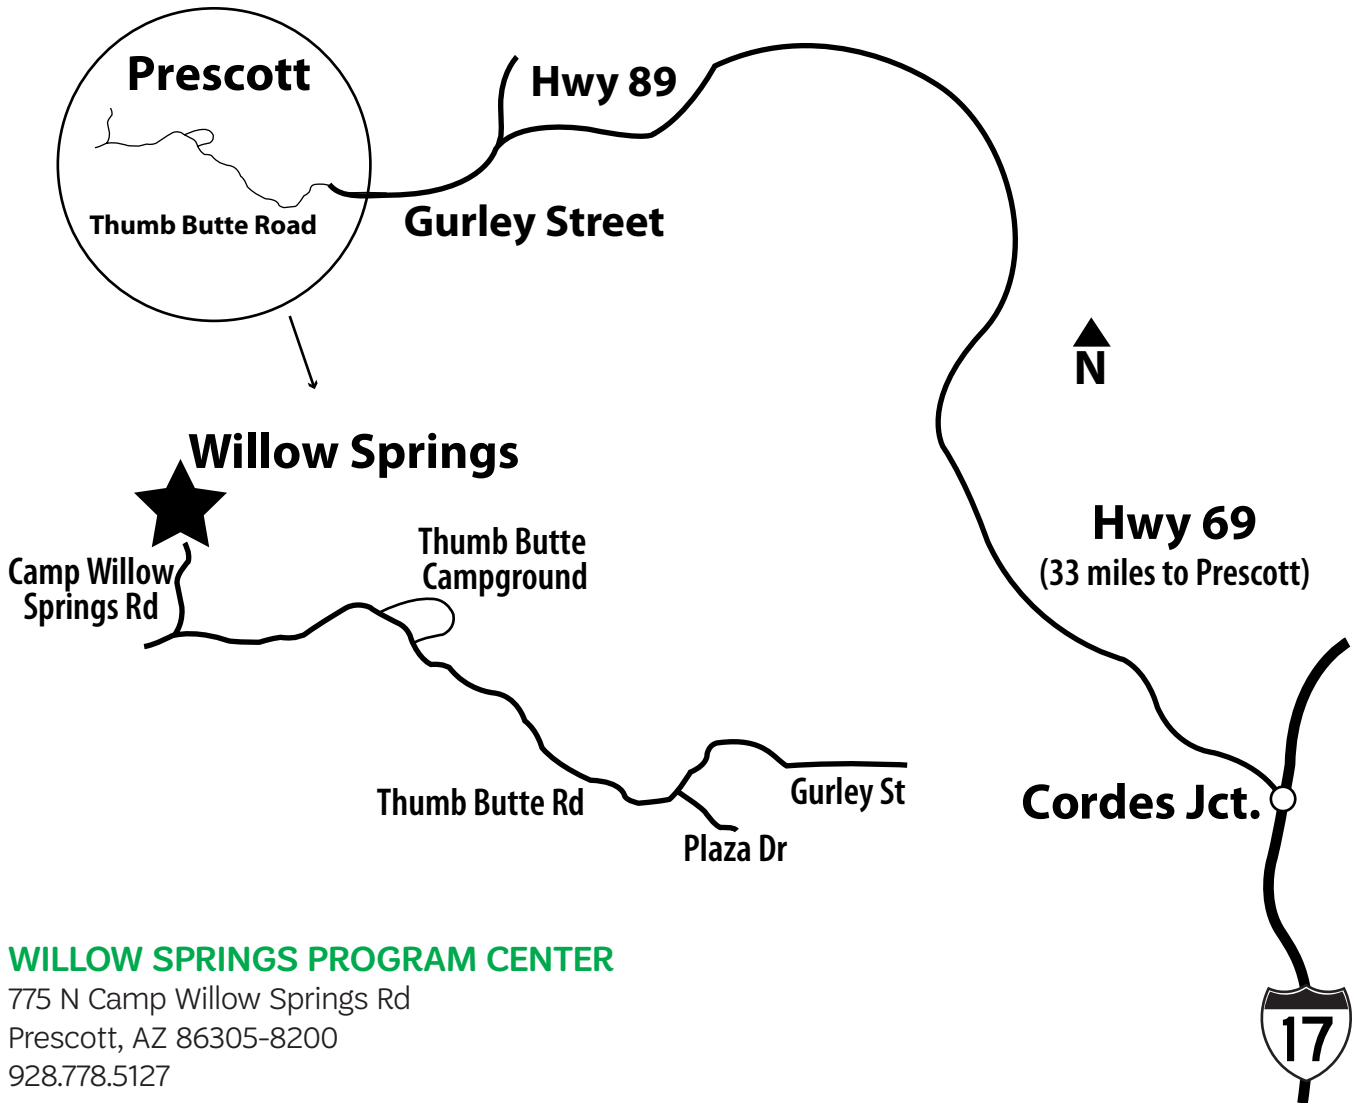 Prescott
Hwy 89
Thumb Butte Road
Gurley Street
N
Willow Springs
Hwy 69
(33 miles to Prescott)
Camp Willow
Springs Rd
Thumb Butte
Campground
Thumb Butte Rd
Gurley St
Plaza Dr
Cordes Jct.
WILLOW SPRINGS PROGRAM CENTER
775 N Camp Willow Springs Rd
Prescott, AZ 86305-8200
928.778.5127
17